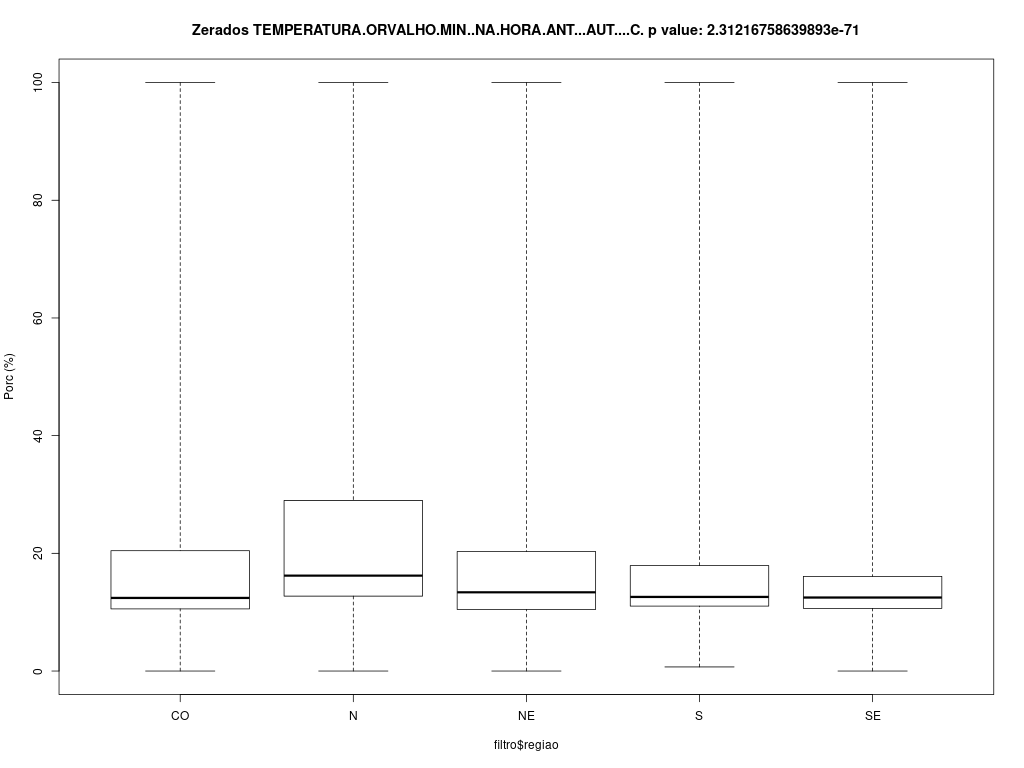 Zerados TEMPERATURA.ORVALHO.MIN..NA.HORA.ANT...AUT....C. p value: 2.31216758639893e-71
100
80
60
40
20
0
Porc (%)
CO N NE S SE
filtro$regiao